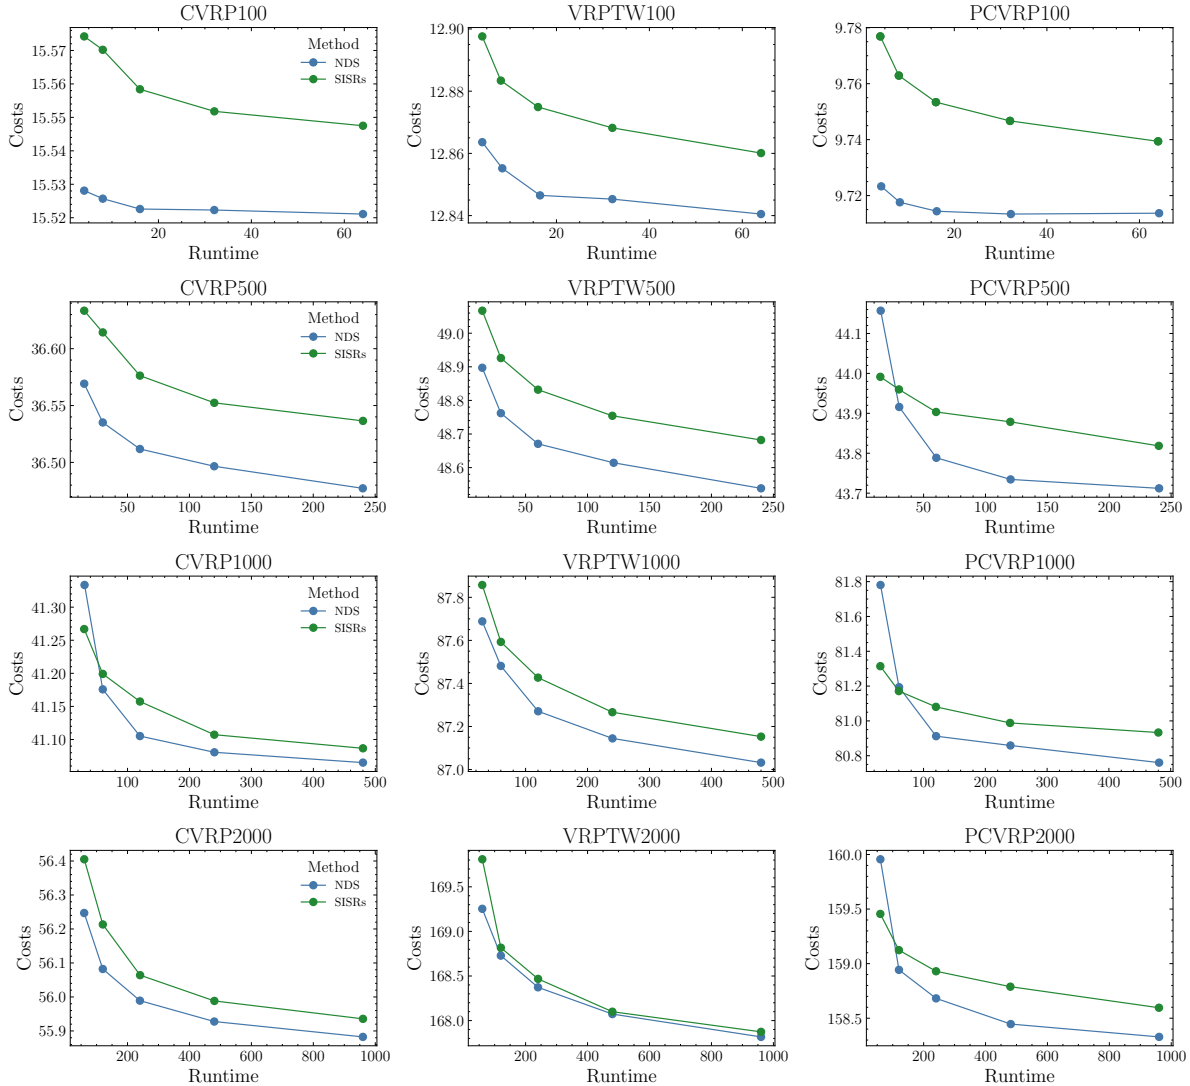 CVRP100
15.57
15.56
15.55
15.54
15.53
15.52
Costs
Method
NDS
SISRs
20
40
60
Runtime
VRPTW100
12.90
12.88
12.86
12.84
Costs
20
40
60
Runtime
PCVRP100
9.78
9.76
9.74
9.72
Costs
20
40
60
Runtime
CVRP500
36.60
36.55
36.50
Costs
Method
NDS
SISRs
50
100
150
200
250
Runtime
VRPTW500
49.0
48.9
48.8
48.7
48.6
Costs
50
100
150
200
250
Runtime
PCVRP500
44.1
44.0
43.9
43.8
43.7
Costs
50
100
150
200
250
Runtime
CVRP1000
41.30
41.25
41.20
41.15
41.10
Costs
Method
NDS
SISRs
100
200
300
400
500
Runtime
VRPTW1000
87.8
87.6
87.4
87.2
87.0
Costs
100
200
300
400
500
Runtime
PCVRP1000
81.8
81.6
81.4
81.2
81.0
80.8
Costs
100
200
300
400
500
Runtime
CVRP2000
56.4
56.3
56.2
56.1
56.0
55.9
Costs
Method
NDS
SISRs
200
400
600
800
1000
Runtime
VRPTW2000
169.5
169.0
168.5
168.0
Costs
200
400
600
800
1000
Runtime
PCVRP2000
160.0
159.5
159.0
158.5
Costs
200
400
600
800
1000
Runtime